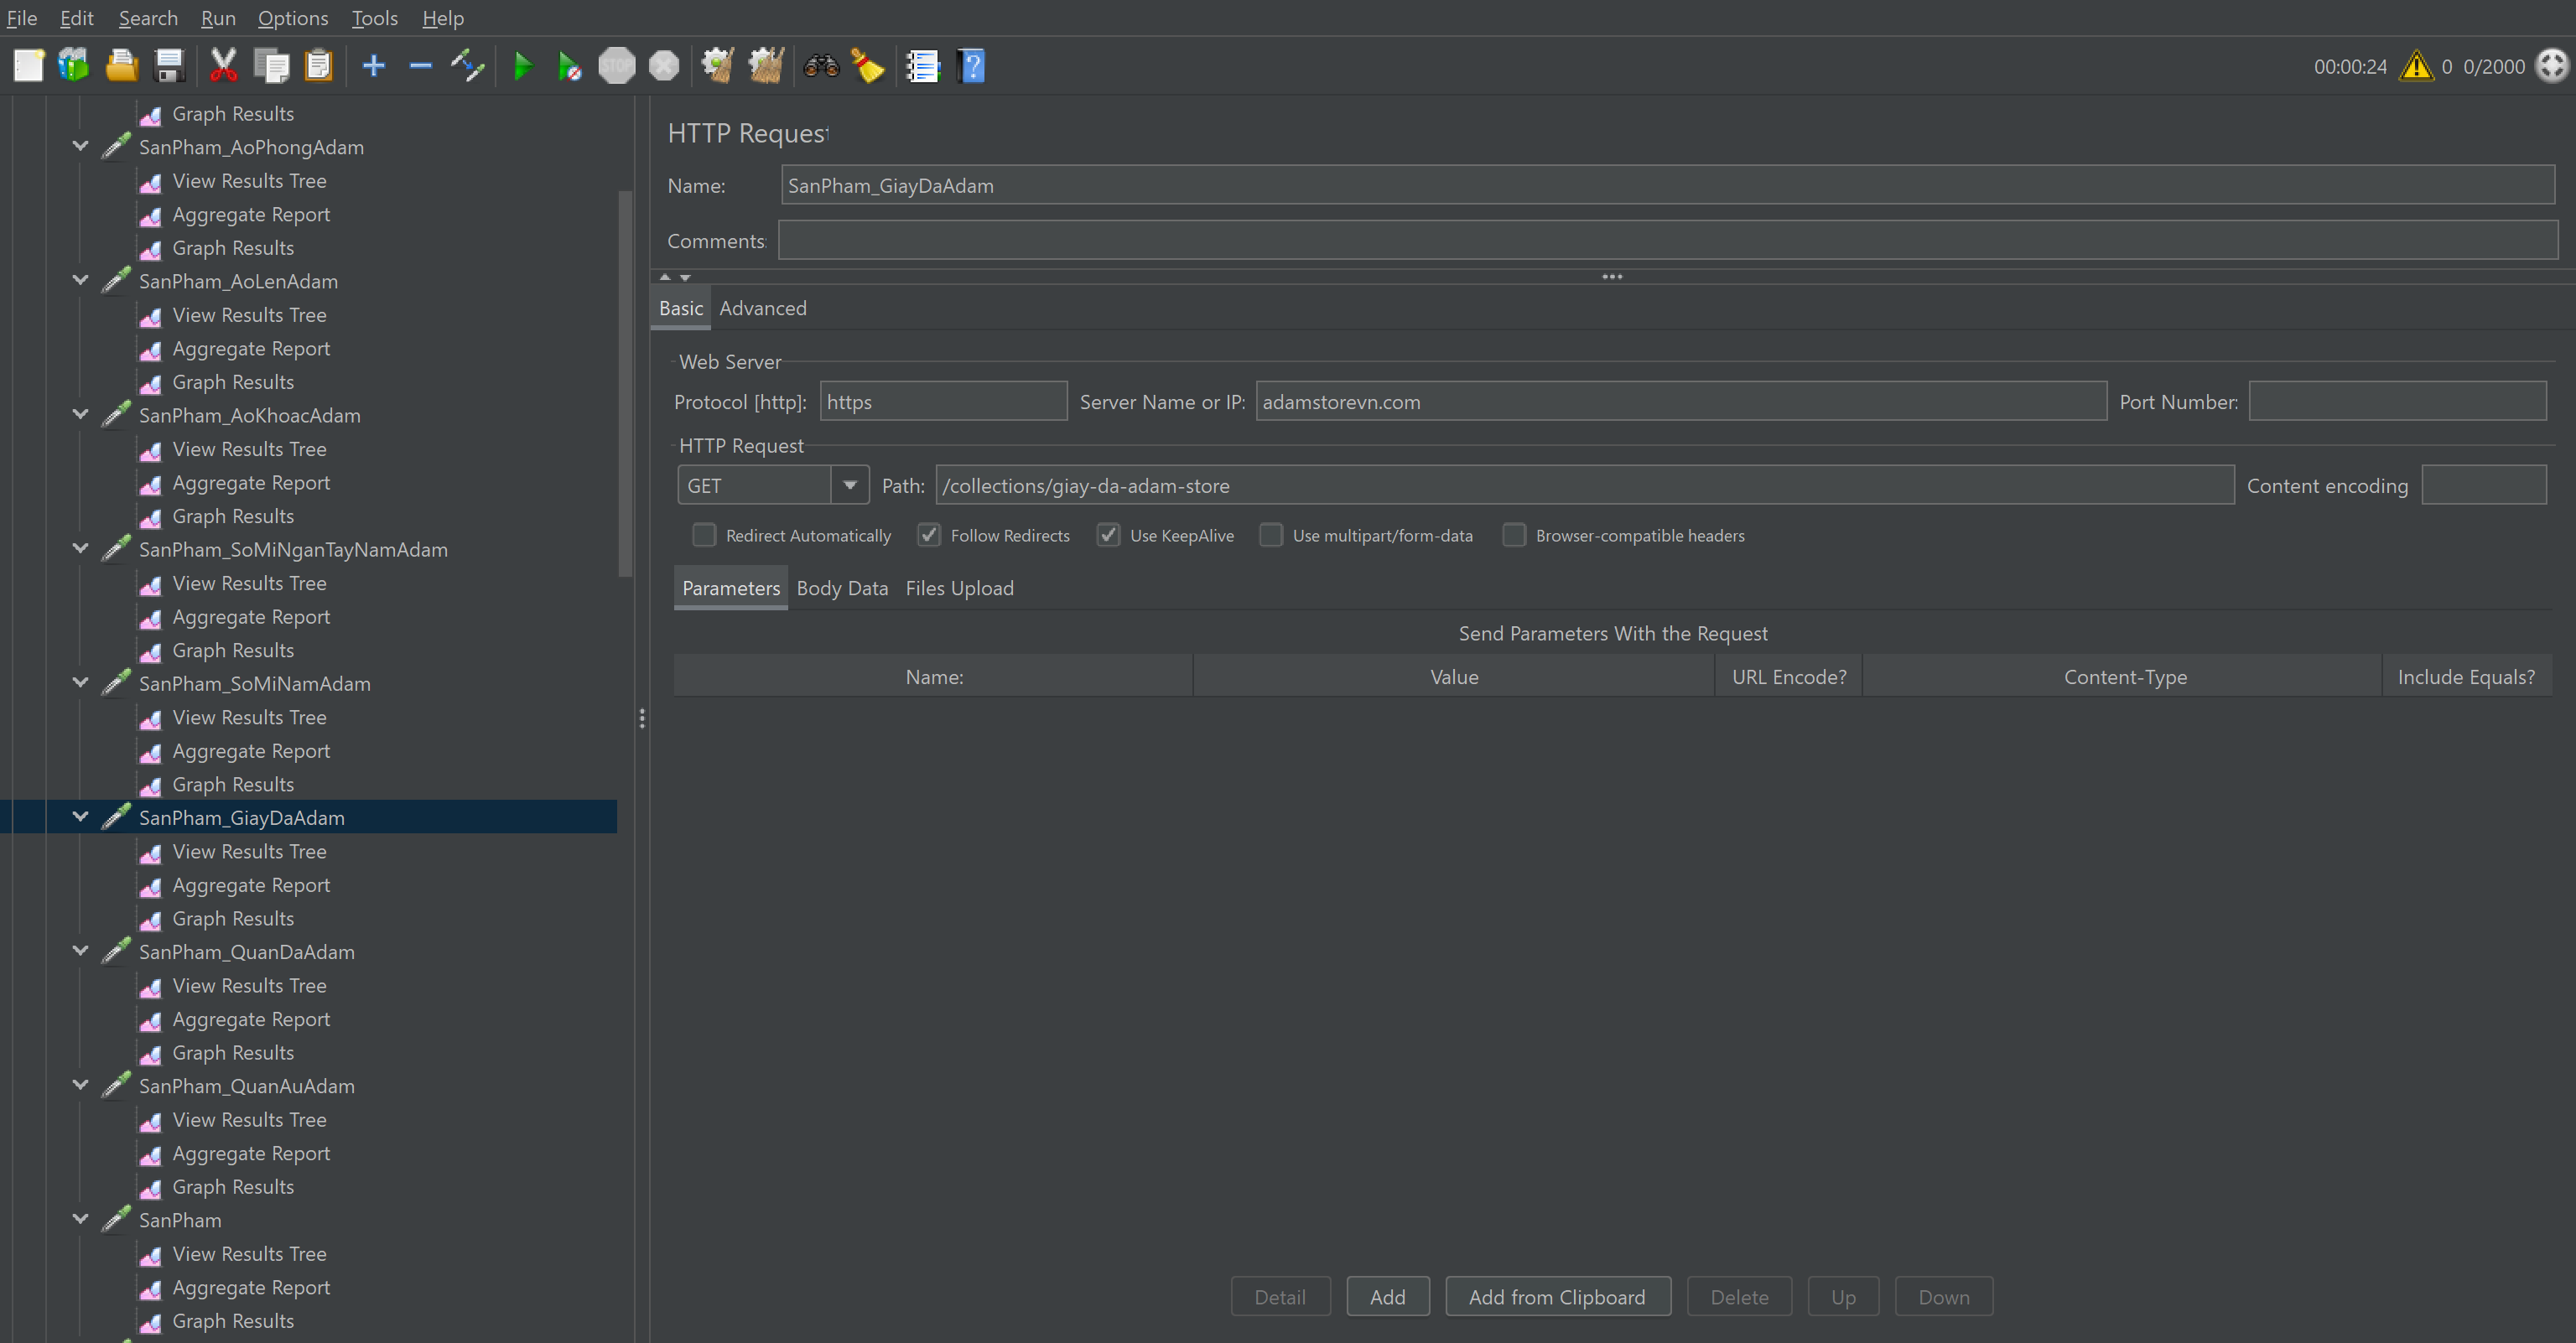 File Edit Search Run Options Tools Help
STOP
00:00:24 0 0/2000
Graph Results
SanPham_AoPhongAdam
View Results Tree
Aggregate Report
Graph Results
SanPham_AoLenAdam
View Results Tree
Aggregate Report
Graph Results
SanPham_AoKhoacAdam
View Results Tree
Aggregate Report
Graph Results
SanPham_SoMiNganTayNamAdam
View Results Tree
Aggregate Report
Graph Results
SanPham_SoMiNamAdam
View Results Tree
Aggregate Report
Graph Results
SanPham_GiayDaAdam
View Results Tree
Aggregate Report
Graph Results
SanPham_QuanDaAdam
View Results Tree
Aggregate Report
Graph Results
SanPham_QuanAuAdam
View Results Tree
Aggregate Report
Graph Results
SanPham
View Results Tree
Aggregate Report
Graph Results
HTTP Request
Name: SanPham_GiayDaAdam
Comments:
Basic Advanced
Web Server
Protocol [http]: https Server Name or IP: adamstorevn.com Port Number:
HTTP Request
GET Path: /collections/giay-da-adam-store Content encoding
Redirect Automatically Follow Redirects Use KeepAlive Use multipart/form-data Browser-compatible headers
Parameters Body Data Files Upload
Send Parameters With the Request
Name: Value URL Encode? Content-Type Include Equals?
Detail Add Add from Clipboard Delete Up Down